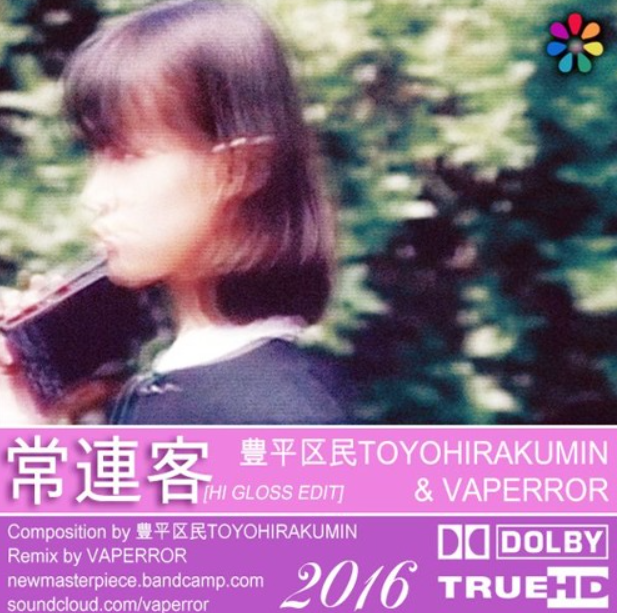 常連客
[HI GLOSS EDIT]
豊平区民TOYOHIRAKUMIN
& VAPERROR
Composition by 豊平区民TOYOHIRAKUMIN
Remix by VAPERROR
newmasterpiece.bandcamp.com
soundcloud.com/vaperror
2016
DOLBY
TRUEHD